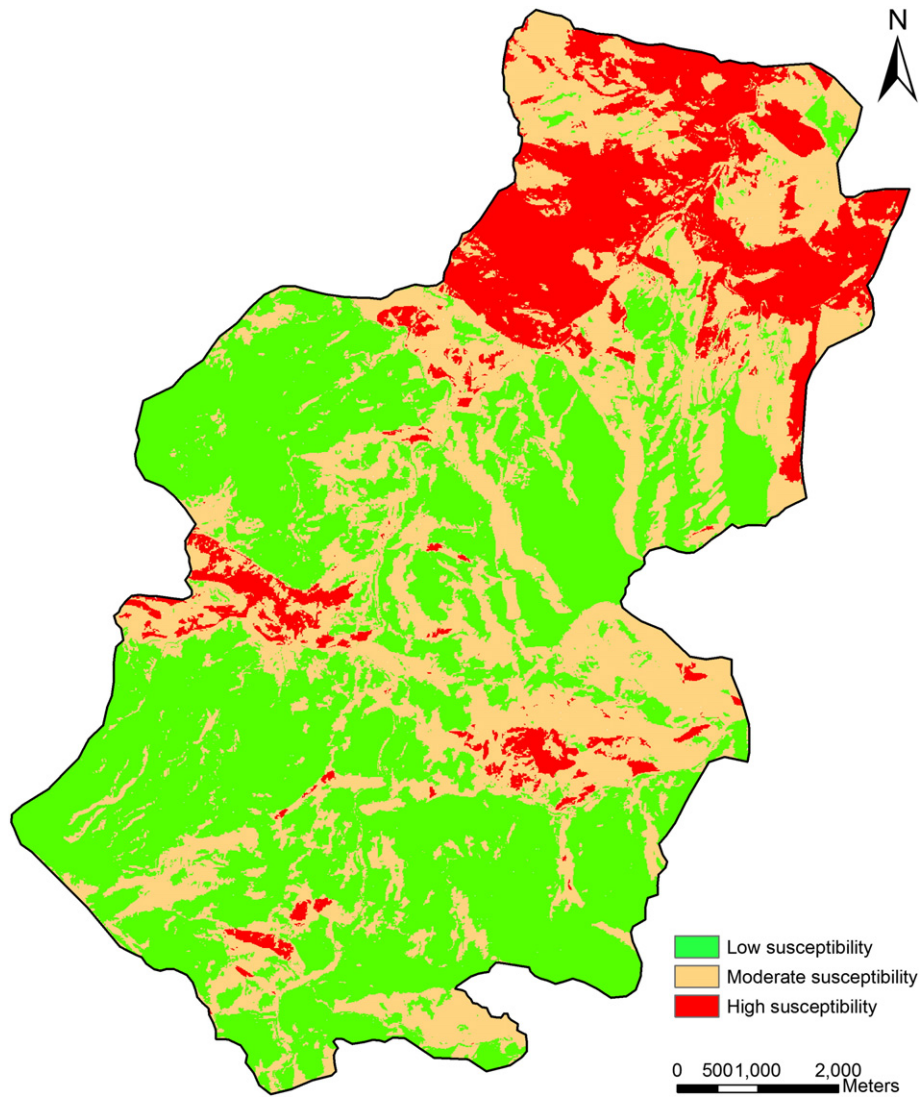 N
Low susceptibility
Moderate susceptibility
High susceptibility
0 5001,000 2,000
Meters